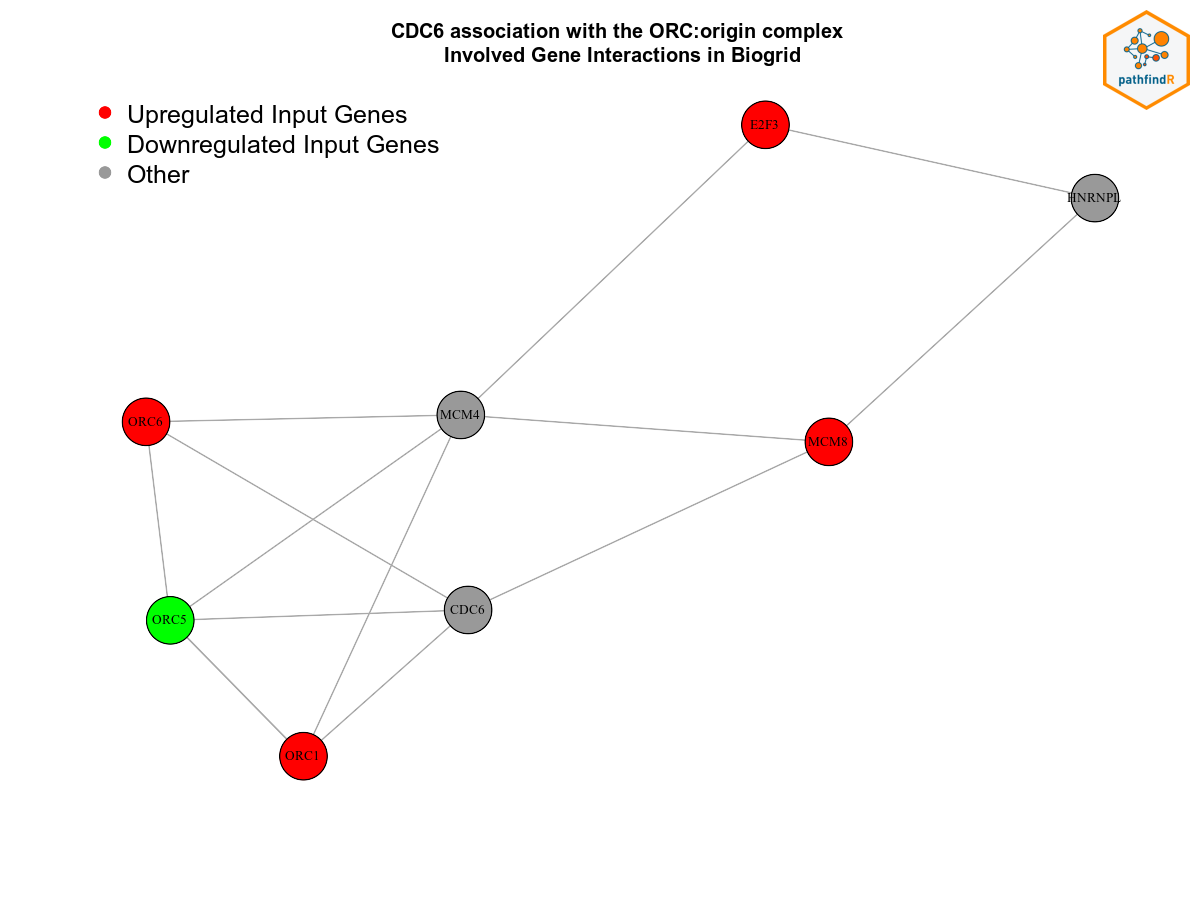 CDC6 association with the ORC:origin complex
Involved Gene Interactions in Biogrid
pathfindR
Upregulated Input Genes
Downregulated Input Genes
Other
E2F3
HNRNPL
ORC6
MCM4
MCM8
ORC5
CDC6
ORC1